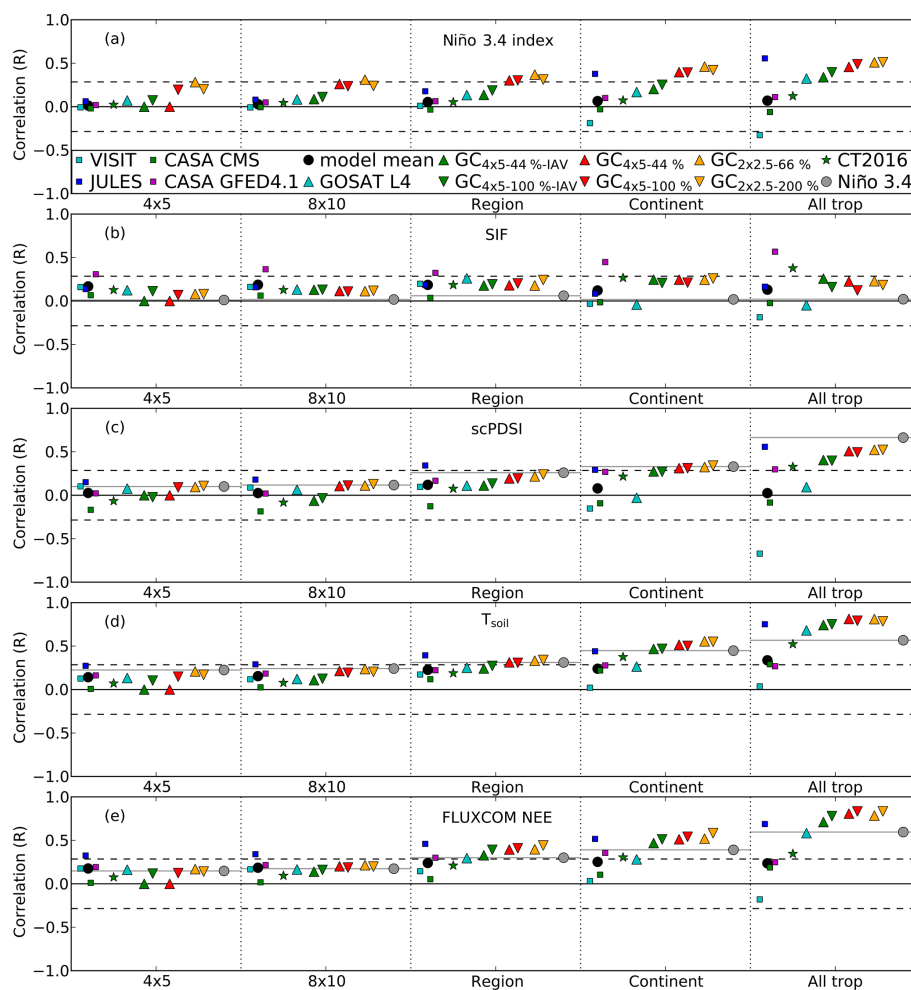 1.0
(a)
Niño 3.4 index
0.5
0.0
−0.5
−1.0
Correlation (R)
VISIT CASA CMS model mean GC4x5-44 %-IAV GC4x5-44 % GC2x2.5-66 % CT2016
JULES CASA GFED4.1 GOSAT L4 GC4x5-100 %-IAV GC4x5-100 % GC2x2.5-200 % Niño 3.4
4x5 8x10 Region Continent All trop
1.0
(b)
SIF
0.5
0.0
−0.5
−1.0
Correlation (R)
4x5 8x10 Region Continent All trop
1.0
(c)
scPDSI
0.5
0.0
−0.5
−1.0
Correlation (R)
4x5 8x10 Region Continent All trop
1.0
(d)
Tsoil
0.5
0.0
−0.5
−1.0
Correlation (R)
4x5 8x10 Region Continent All trop
1.0
(e)
FLUXCOM NEE
0.5
0.0
−0.5
−1.0
Correlation (R)
4x5 8x10 Region Continent All trop